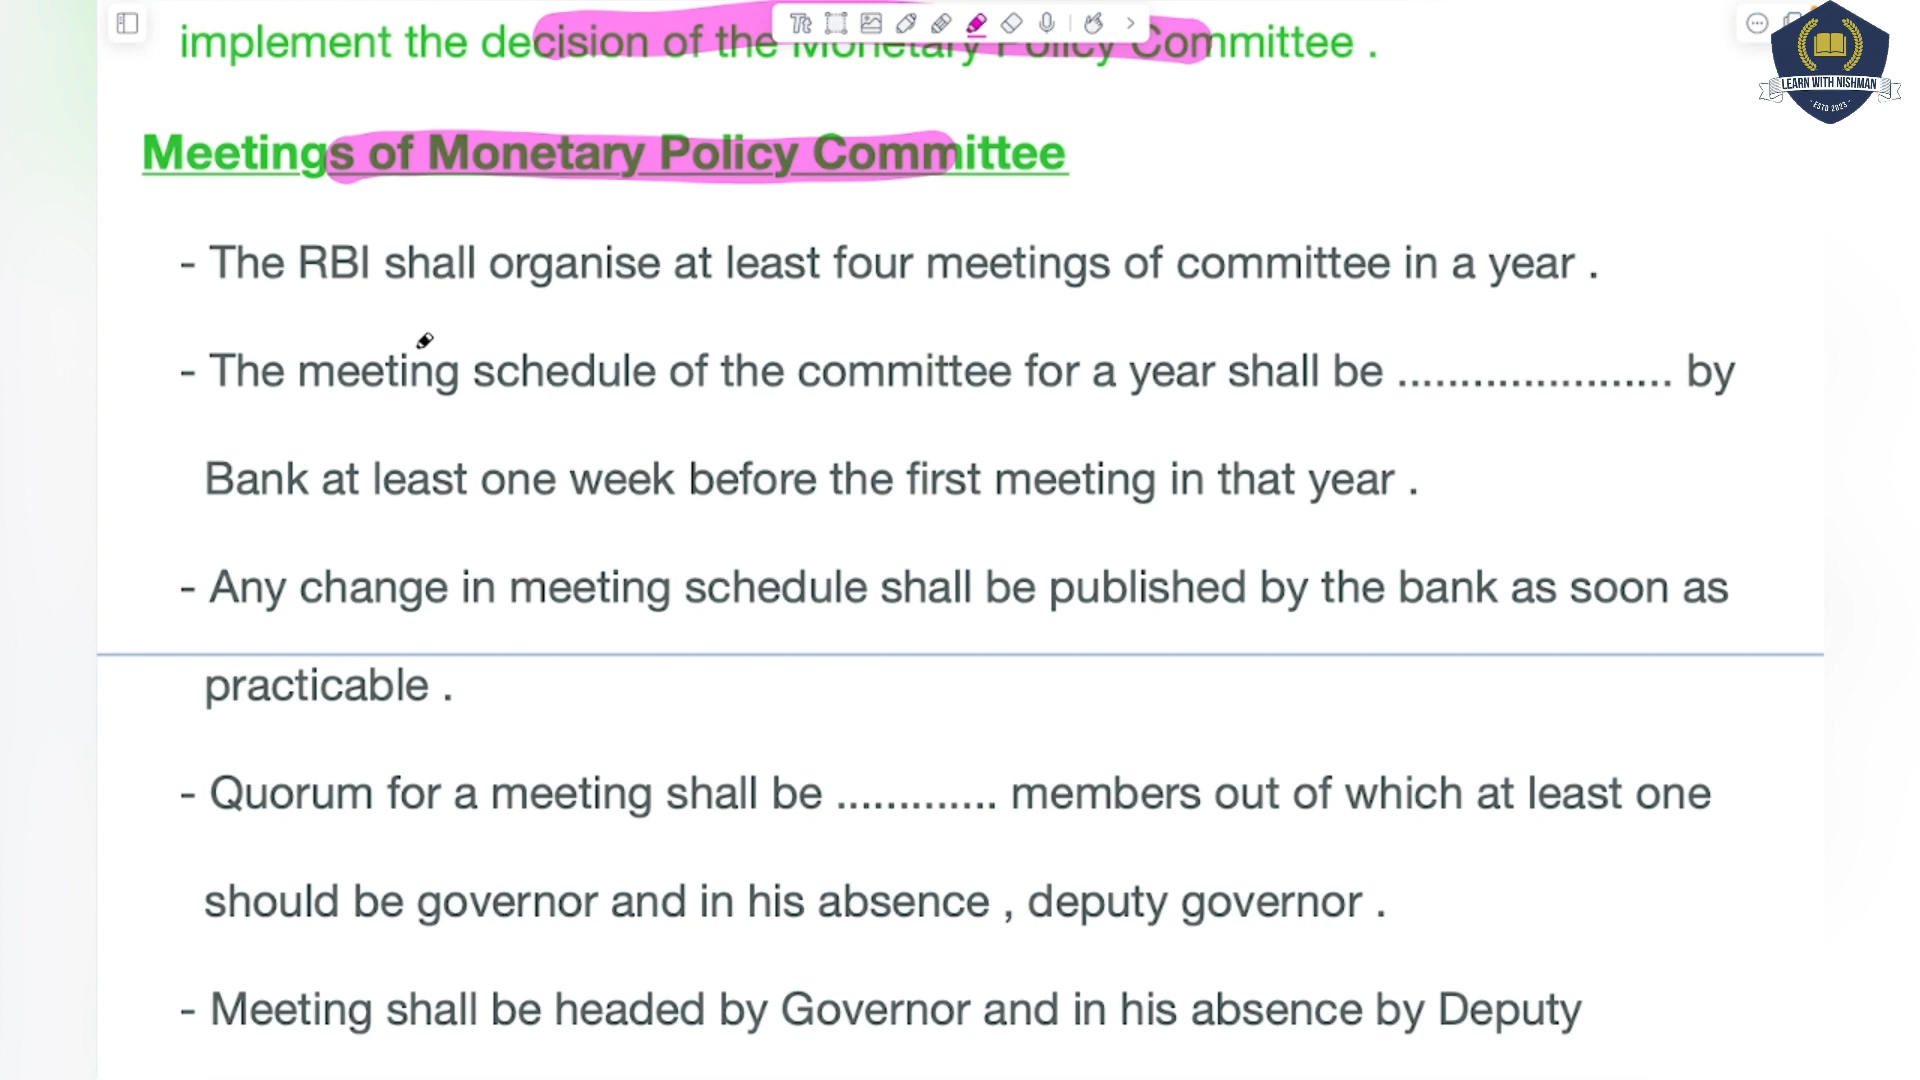 implement the decision of the Monetary Policy Committee .
LEARN WITH NISHMAN
ESTD 2023
Meetings of Monetary Policy Committee
- The RBI shall organise at least four meetings of committee in a year .
- The meeting schedule of the committee for a year shall be ...................... by
Bank at least one week before the first meeting in that year .
- Any change in meeting schedule shall be published by the bank as soon as
practicable .
- Quorum for a meeting shall be ............. members out of which at least one
should be governor and in his absence , deputy governor .
- Meeting shall be headed by Governor and in his absence by Deputy